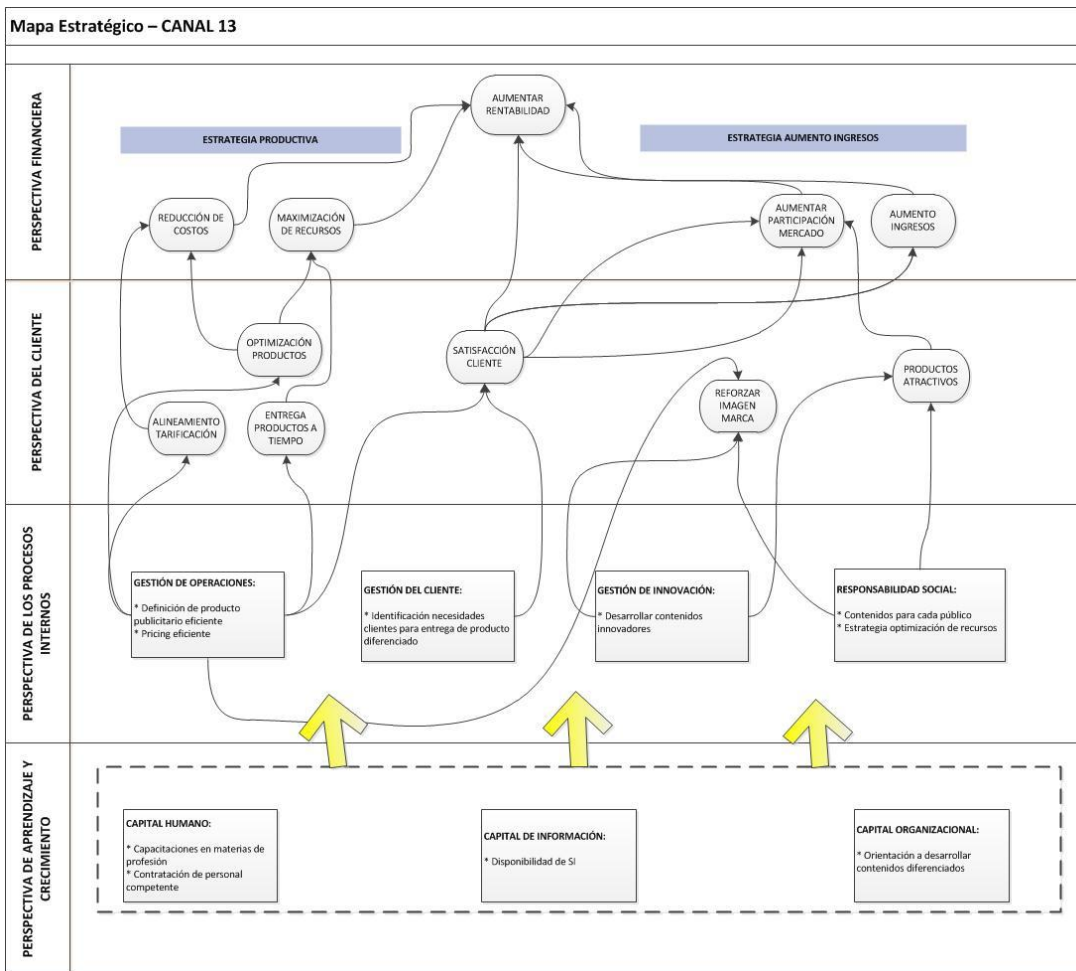 Mapa Estratégico – CANAL 13
PERSPECTIVA FINANCIERA
AUMENTAR
RENTABILIDAD
ESTRATEGIA PRODUCTIVA
ESTRATEGIA AUMENTO INGRESOS
REDUCCIÓN DE
COSTOS
MAXIMIZACIÓN
DE RECURSOS
AUMENTAR
PARTICIPACIÓN
MERCADO
AUMENTO
INGRESOS
PERSPECTIVA DEL CLIENTE
OPTIMIZACIÓN
PRODUCTOS
SATISFACCIÓN
CLIENTE
PRODUCTOS
ATRACTIVOS
REFORZAR
IMAGEN
MARCA
ALINEAMIENTO
TARIFICACIÓN
ENTREGA
PRODUCTOS A
TIEMPO
PERSPECTIVA DE LOS PROCESOS
INTERNOS
GESTIÓN DE OPERACIONES:
* Definición de producto
publicitario eficiente
* Pricing eficiente
GESTIÓN DEL CLIENTE:
* Identificación necesidades
clientes para entrega de producto
diferenciado
GESTIÓN DE INNOVACIÓN:
* Desarrollar contenidos
innovadores
RESPONSABILIDAD SOCIAL:
* Contenidos para cada público
* Estrategia optimización de recursos
PERSPECTIVA DE APRENDIZAJE Y
CRECIMIENTO
CAPITAL HUMANO:
* Capacitaciones en materias de
profesión
* Contratación de personal
competente
CAPITAL DE INFORMACIÓN:
* Disponibilidad de SI
CAPITAL ORGANIZACIONAL:
* Orientación a desarrollar
contenidos diferenciados